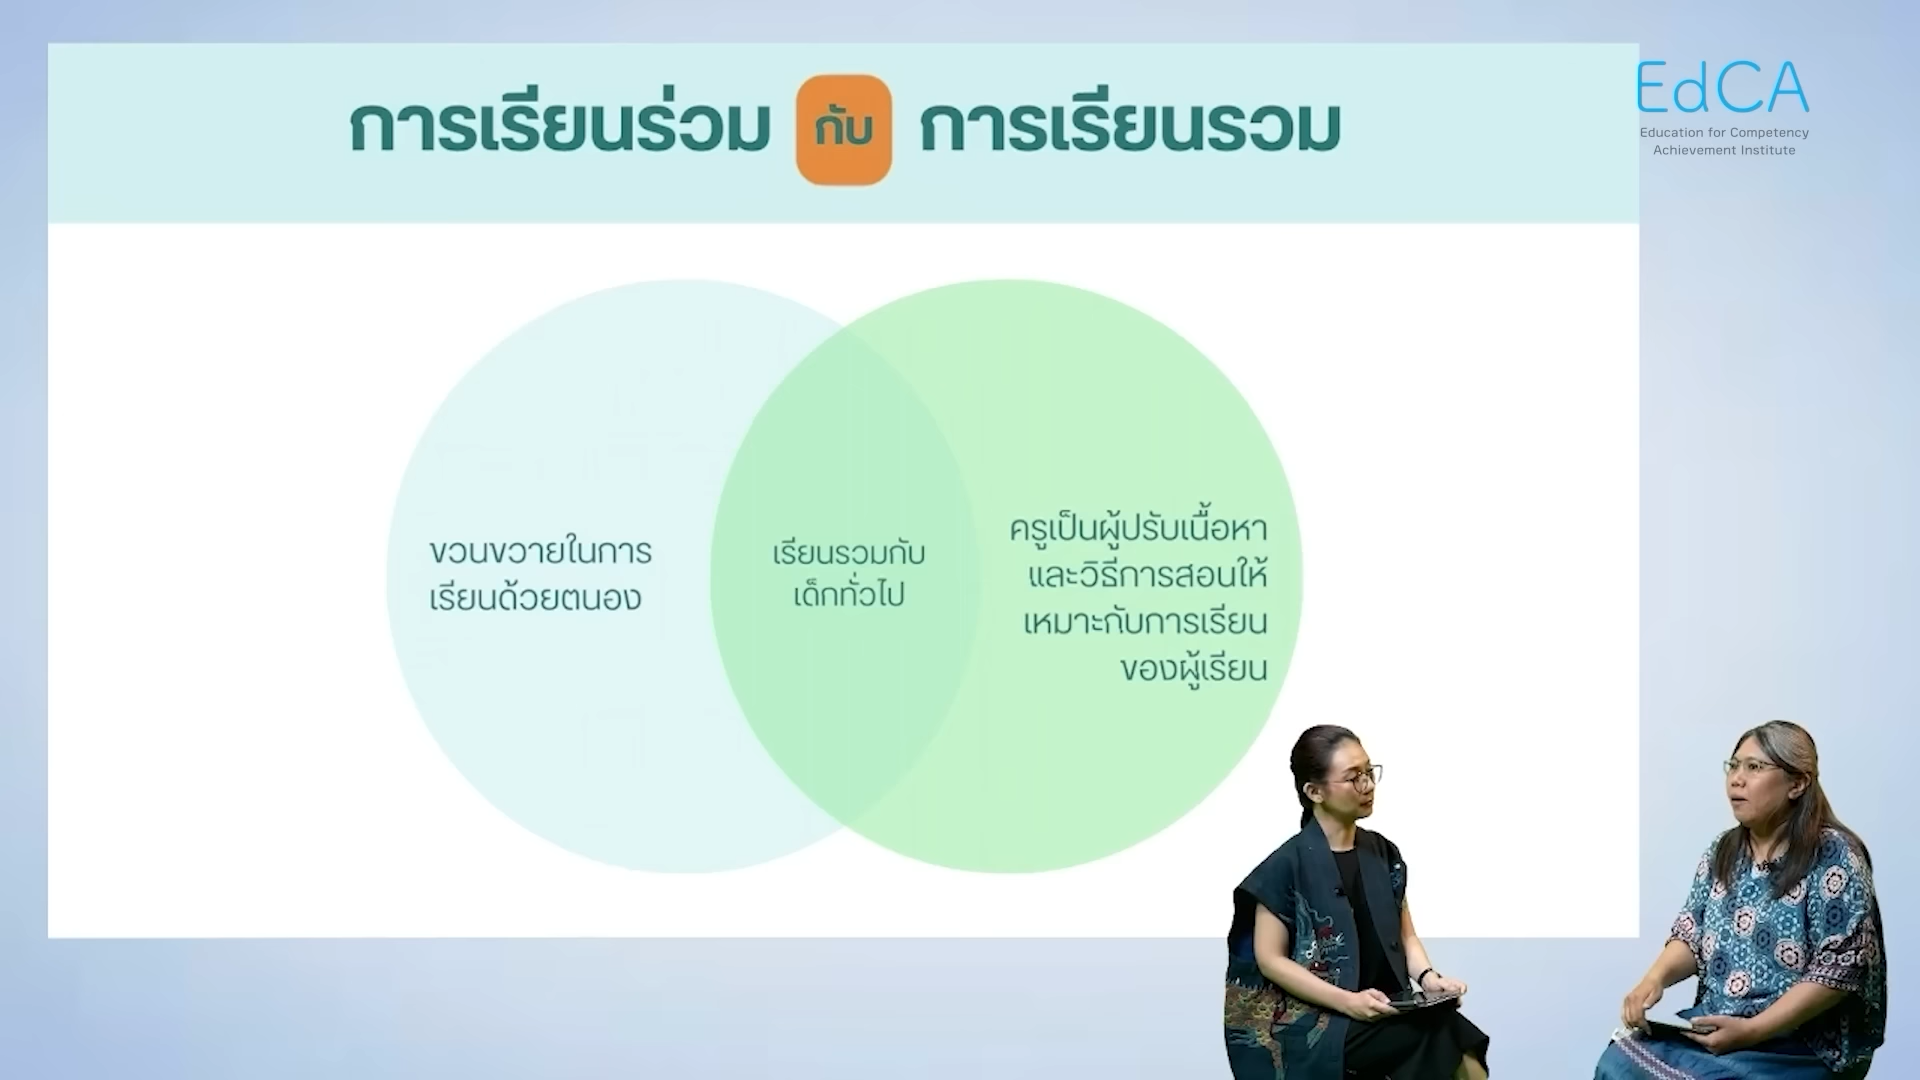 การเรียนร่วม กับ การเรียนรวม
EdCA
Education for Competency
Achievement Institute
ขวนขวายในการ
เรียนด้วยตนอง
เรียนรวมกับ
เด็กทั่วไป
ครูเป็นผู้ปรับเนื้อหา
และวิธีการสอนให้
เหมาะกับการเรียน
ของผู้เรียน